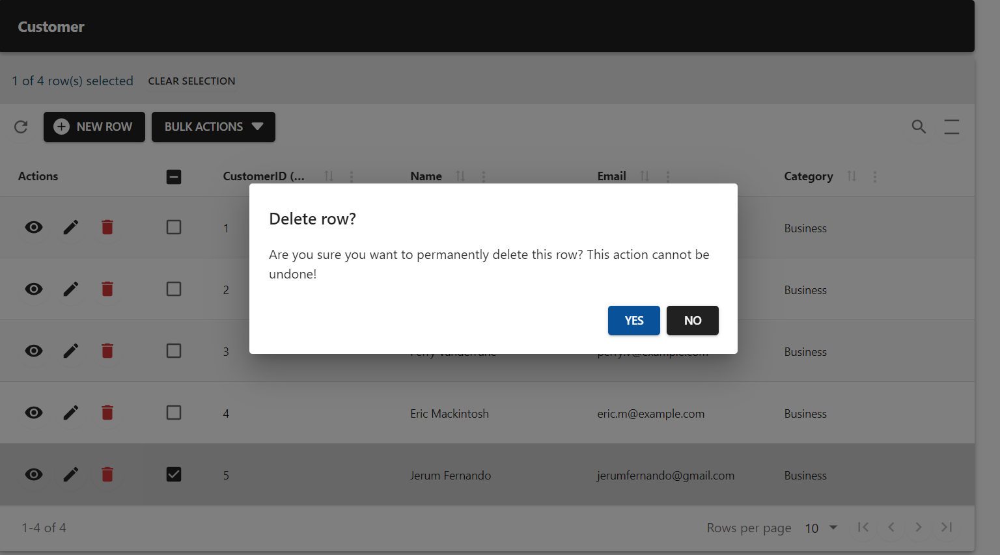 Customer
1 of 4 row(s) selected CLEAR SELECTION
NEW ROW BULK ACTIONS
Actions CustomerID (... Name Email Category
Delete row?
Are you sure you want to permanently delete this row? This action cannot be
undone!
YES NO
1 Business
2 Business
3 Business
4 Eric Mackintosh eric.m@example.com Business
5 Jerum Fernando jerumfernando@gmail.com Business
1-4 of 4 Rows per page 10